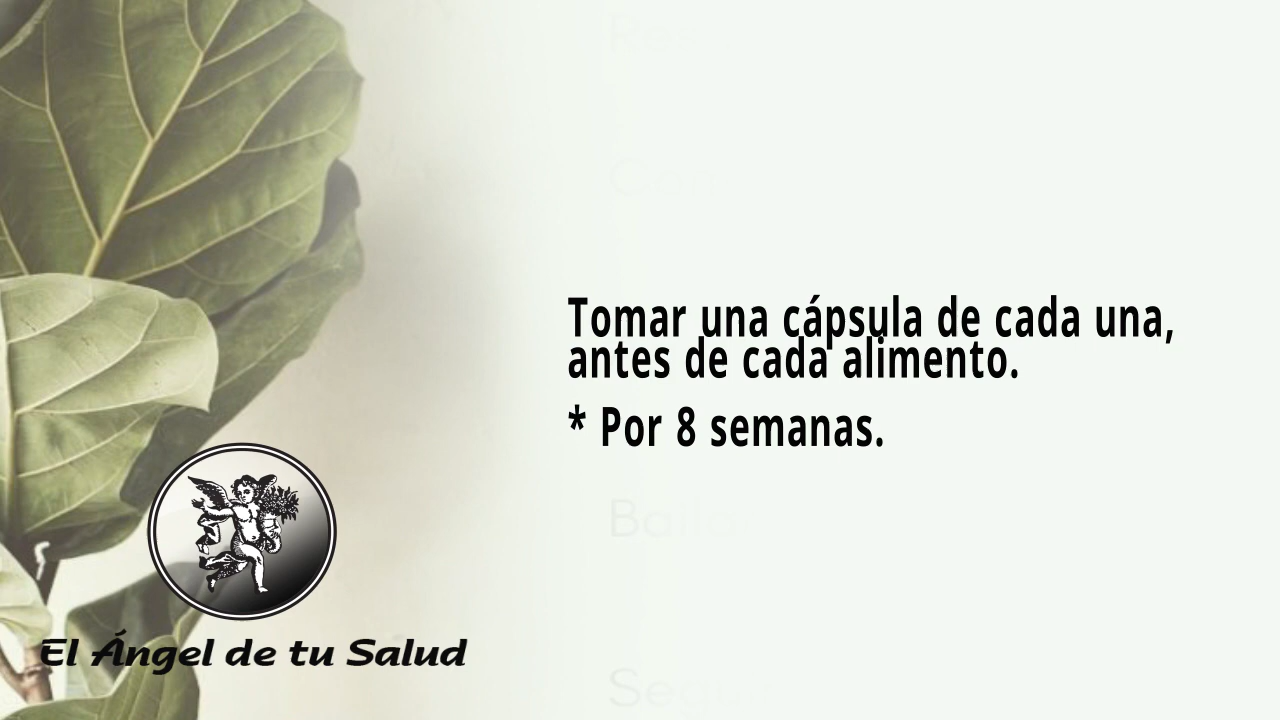 Tomar una cápsula de cada una,
antes de cada alimento.
* Por 8 semanas.
El Ángel de tu Salud